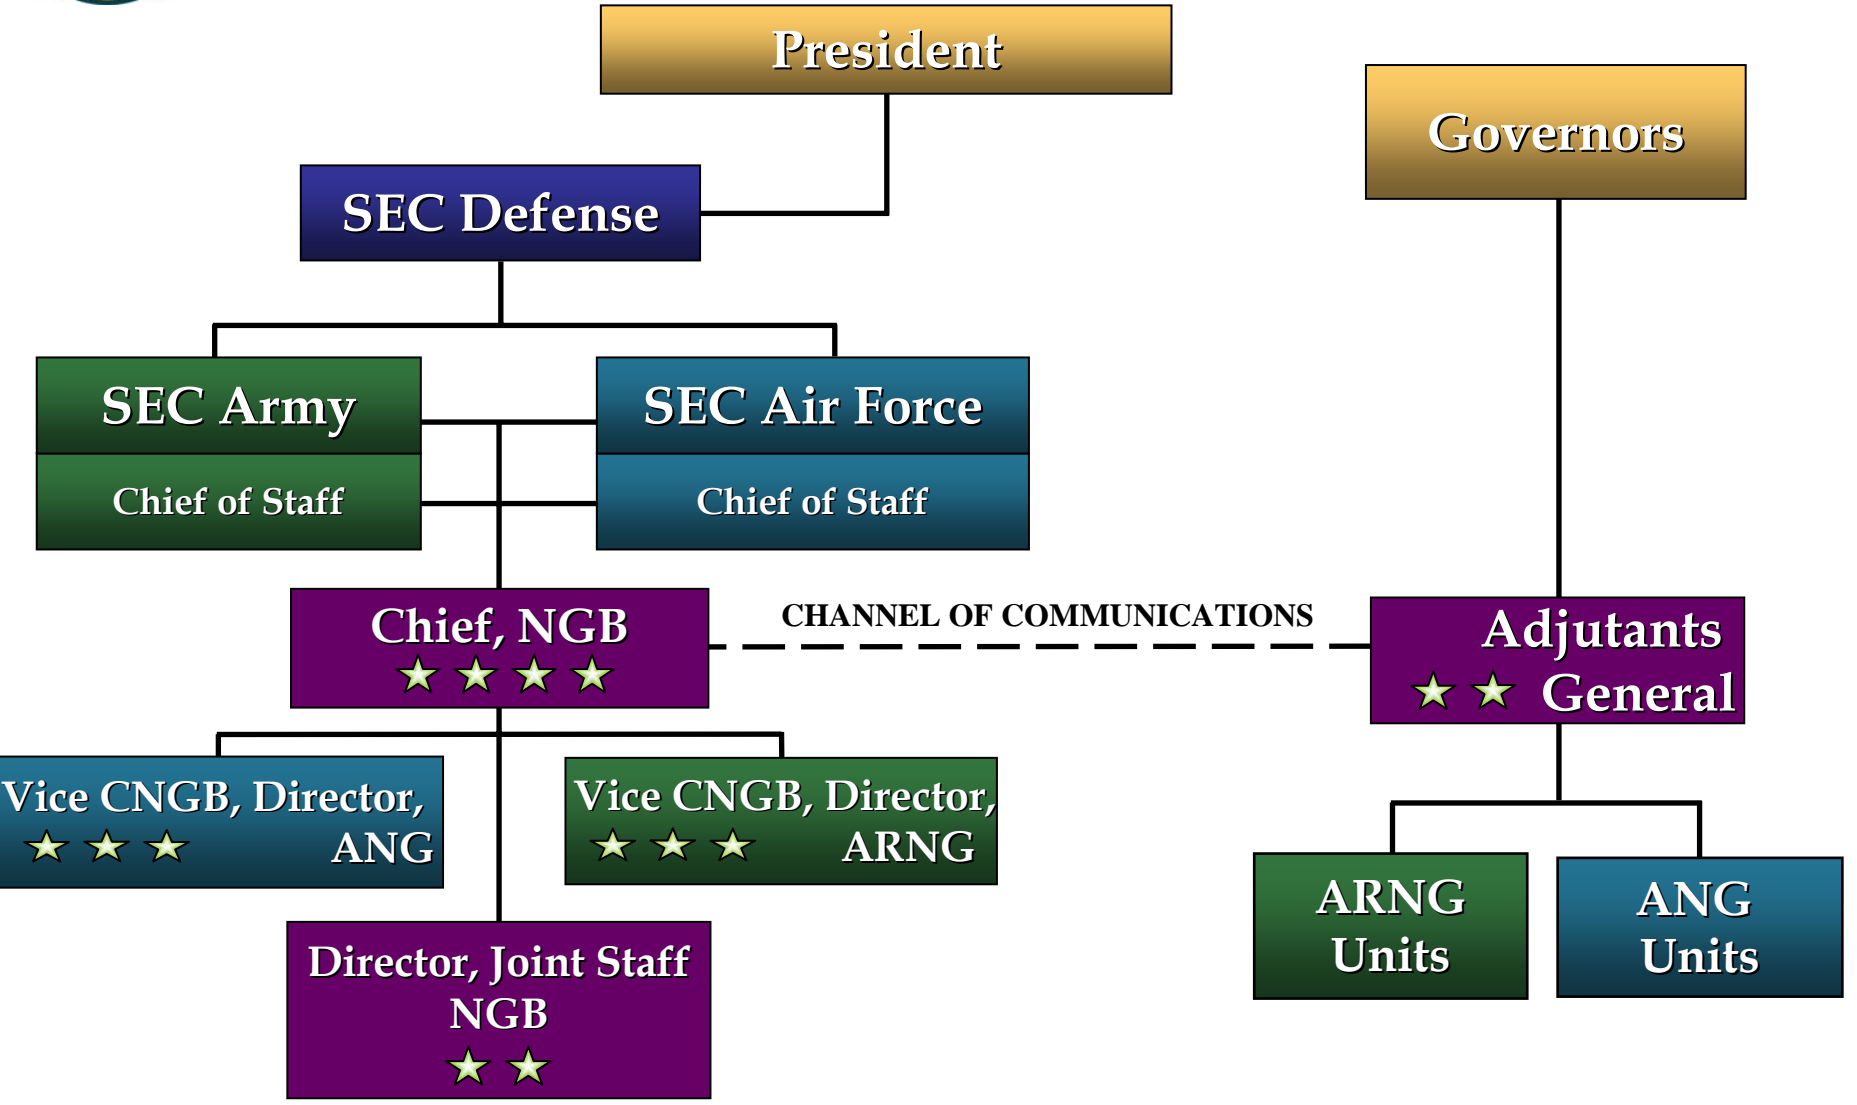 President
Governors
SEC Defense
SEC Army
SEC Air Force
Chief of Staff
Chief of Staff
Chief, NGB
CHANNEL OF COMMUNICATIONS
Adjutants
General
Vice CNGB, Director,
ANG
Vice CNGB, Director,
ARNG
ARNG
Units
ANG
Units
Director, Joint Staff
NGB